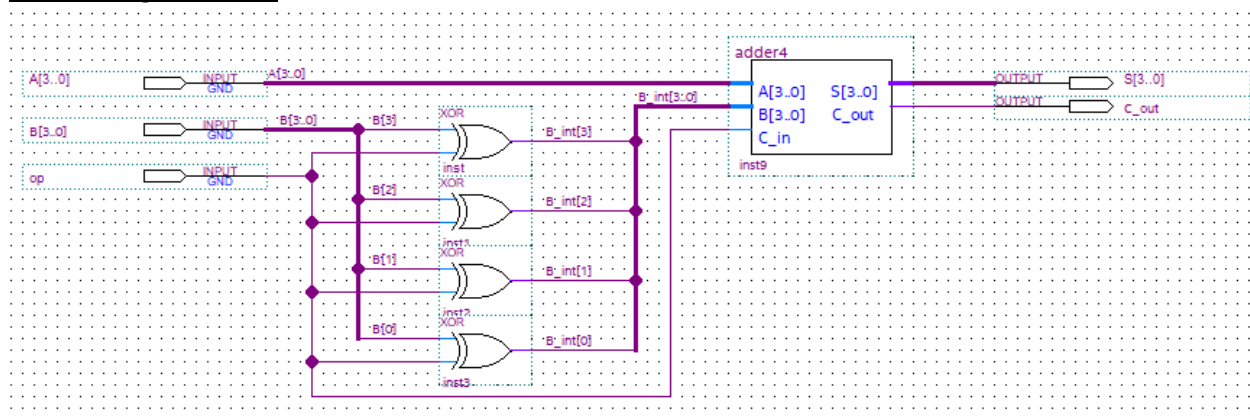 adder4
A[3..0] INPUT GND A[3..0]
A[3..0] S[3..0]
OUTPUT S[3..0]
B_int[3..0]
B[3..0] C_out
OUTPUT C_out
C_in
inst9
B[3..0] INPUT GND B[3..0]
B[3] XOR B_int[3]
inst
op INPUT GND
B[2] XOR B_int[2]
inst1
B[1] XOR B_int[1]
inst2
B[0] XOR B_int[0]
inst3